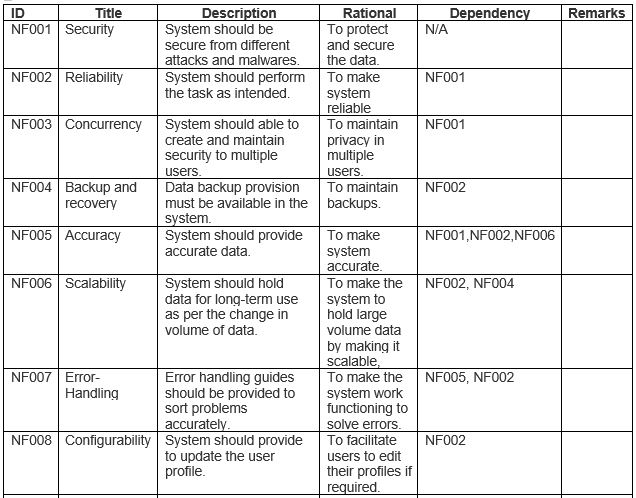 ID Title Description Rational Dependency Remarks
NF001 Security System should be To protect N/A
secure from different and secure
attacks and malwares. the data.
NF002 Reliability System should perform To make NF001
the task as intended. system
reliable
NF003 Concurrency System should able to To maintain NF001
create and maintain privacy in
security to multiple multiple
users. users.
NF004 Backup and Data backup provision To maintain NF002
recovery must be available in the backups.
system.
NF005 Accuracy System should provide To make NF001,NF002,NF006
accurate data. system
accurate.
NF006 Scalability System should hold To make the NF002, NF004
data for long-term use system to
as per the change in hold large
volume of data. volume data
by making it
scalable,
NF007 Error- Error handling guides To make the NF005, NF002
Handling should be provided to system work
sort problems functioning to
accurately. solve errors.
NF008 Configurability System should provide To facilitate NF002
to update the user users to edit
profile. their profiles if
required.